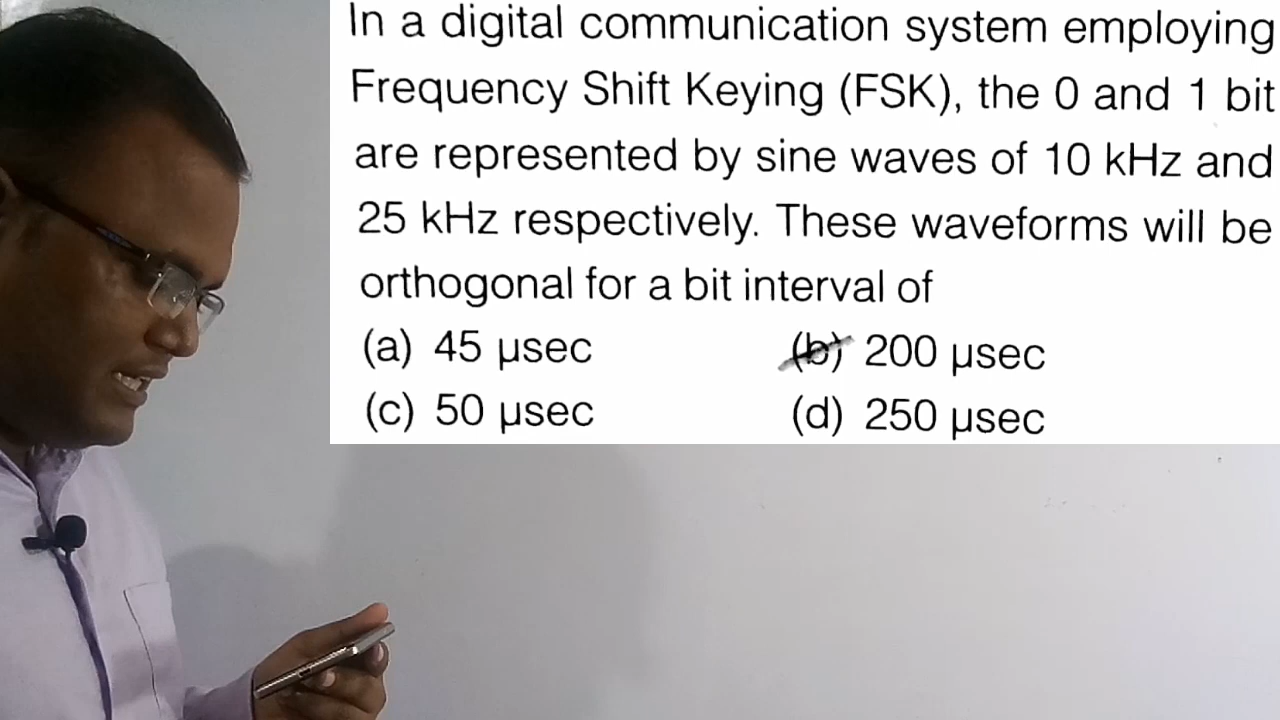 In a digital communication system employing
Frequency Shift Keying (FSK), the 0 and 1 bit
are represented by sine waves of 10 kHz and
25 kHz respectively. These waveforms will be
orthogonal for a bit interval of
(a) 45 µsec (b) 200 µsec
(c) 50 µsec (d) 250 µsec